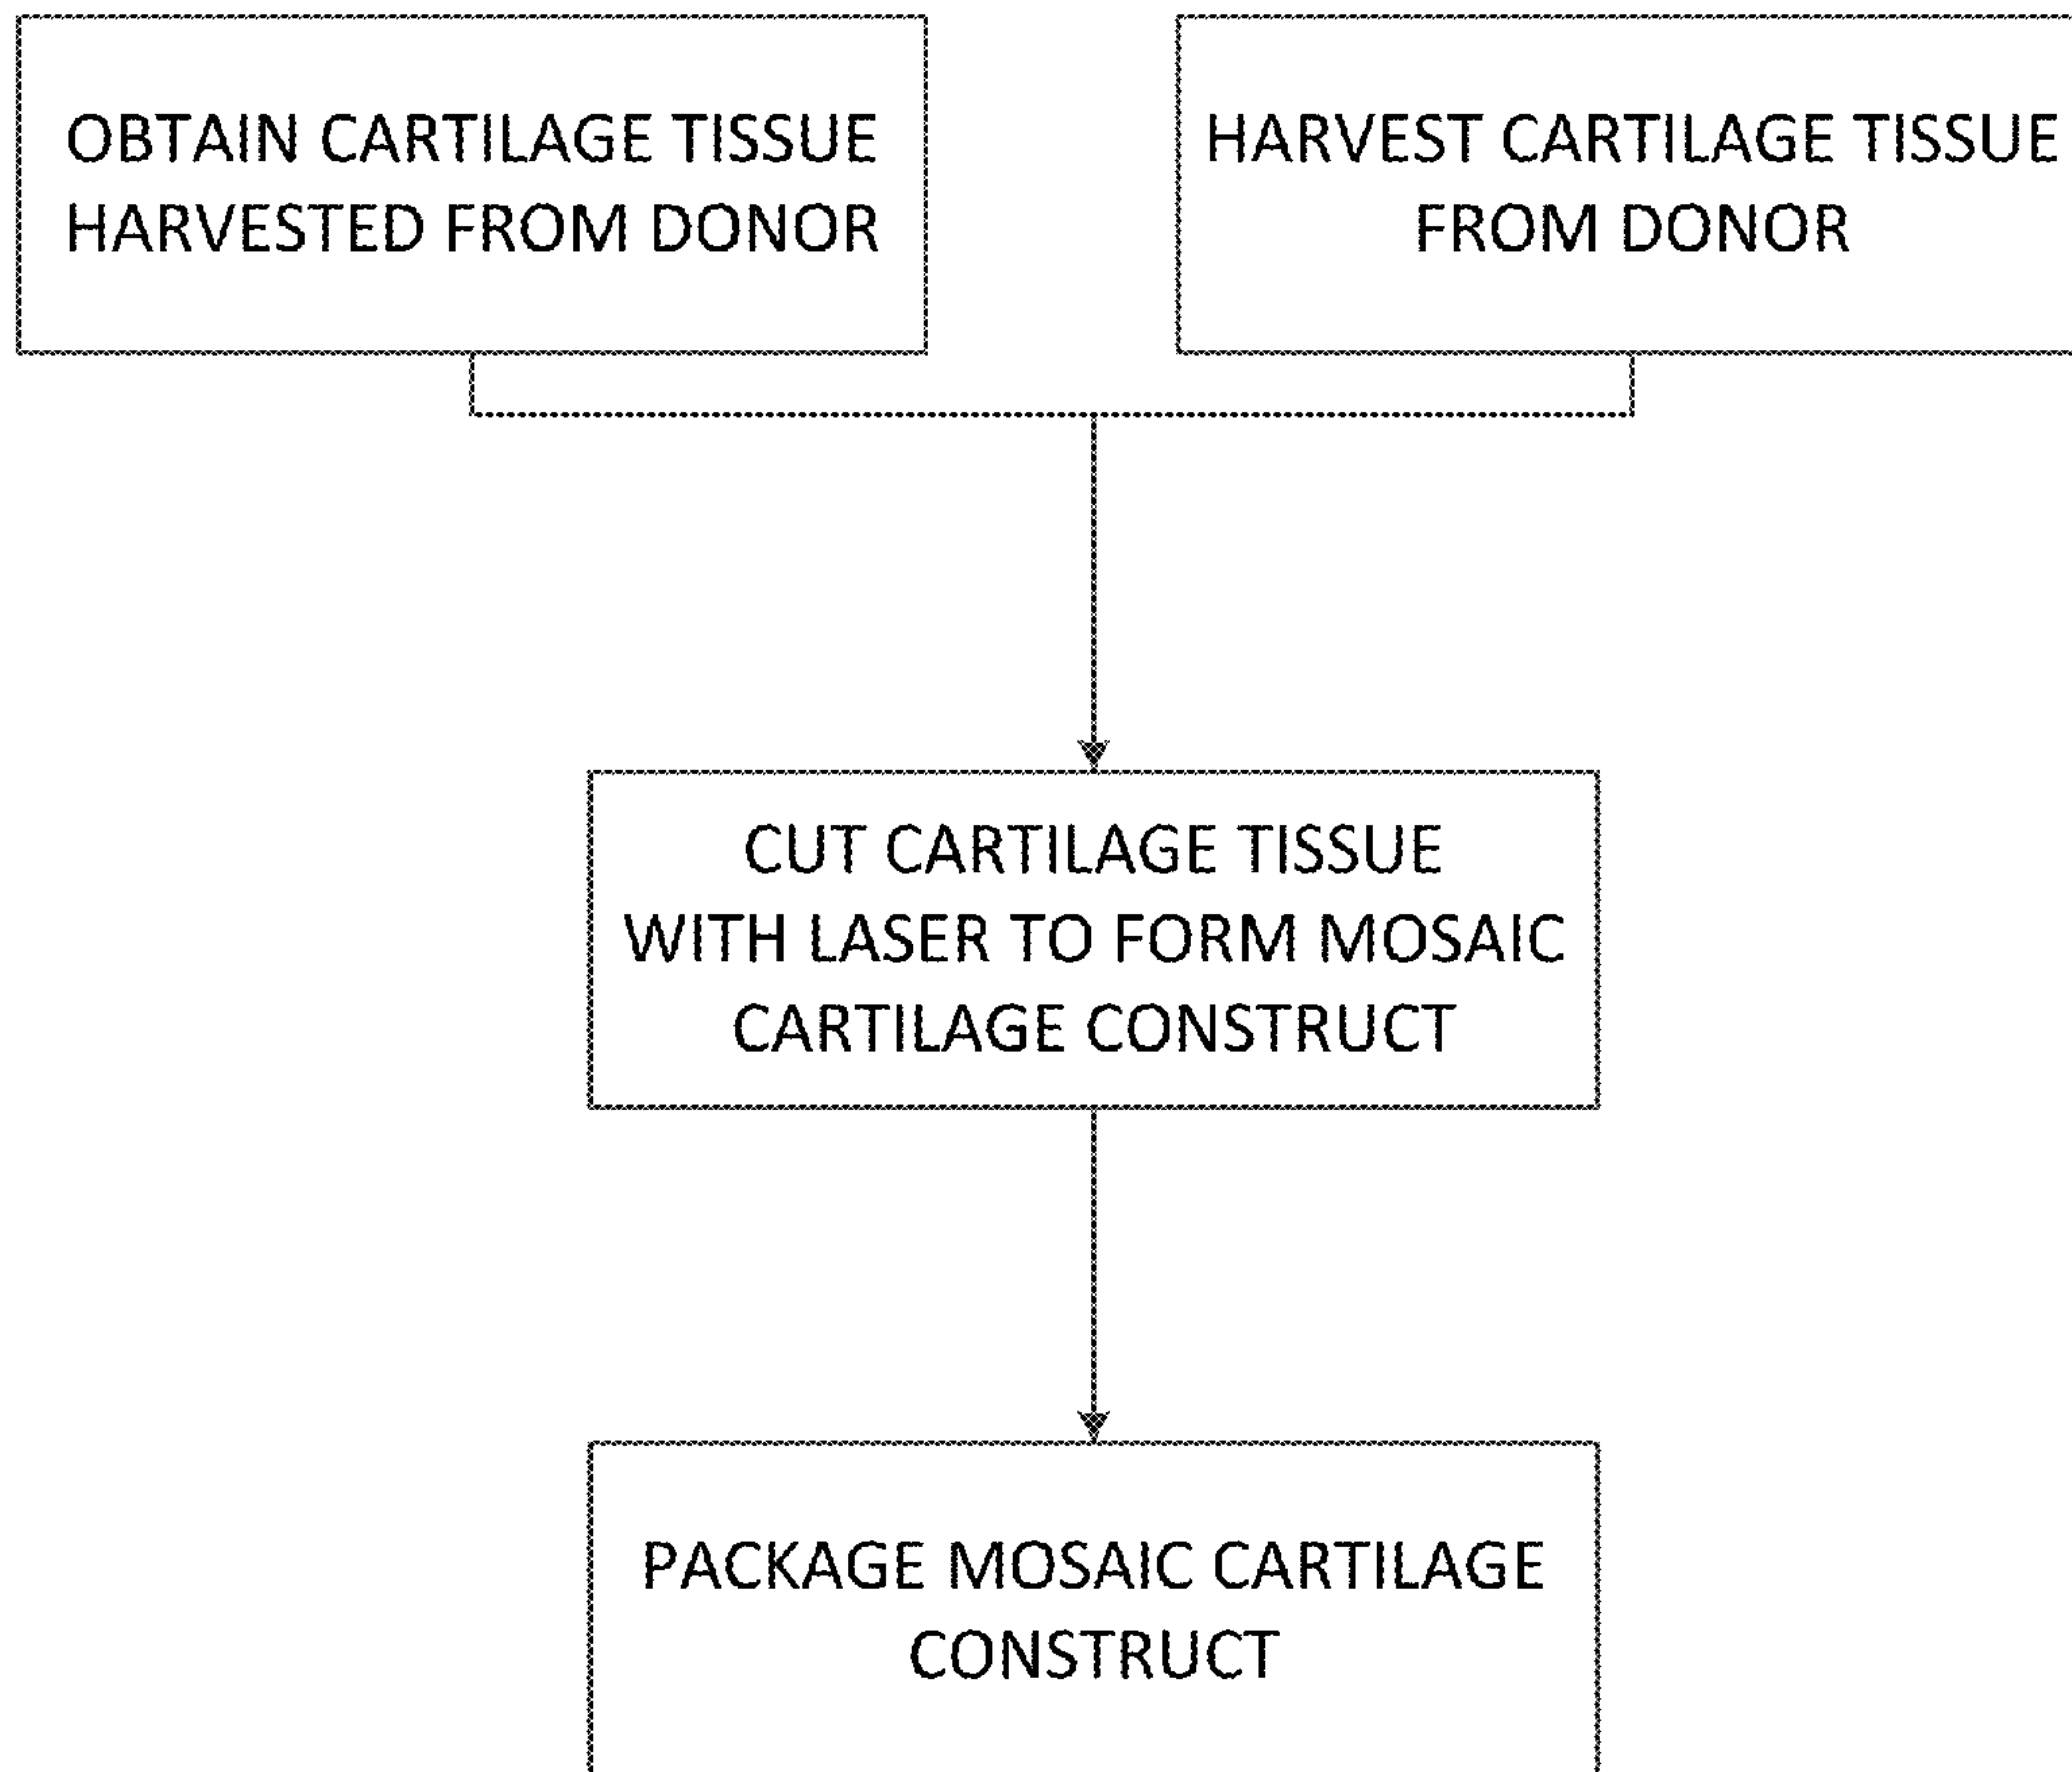 OBTAIN CARTILAGE TISSUE
HARVESTED FROM DONOR
HARVEST CARTILAGE TISSUE
FROM DONOR
CUT CARTILAGE TISSUE
WITH LASER TO FORM MOSAIC
CARTILAGE CONSTRUCT
PACKAGE MOSAIC CARTILAGE
CONSTRUCT